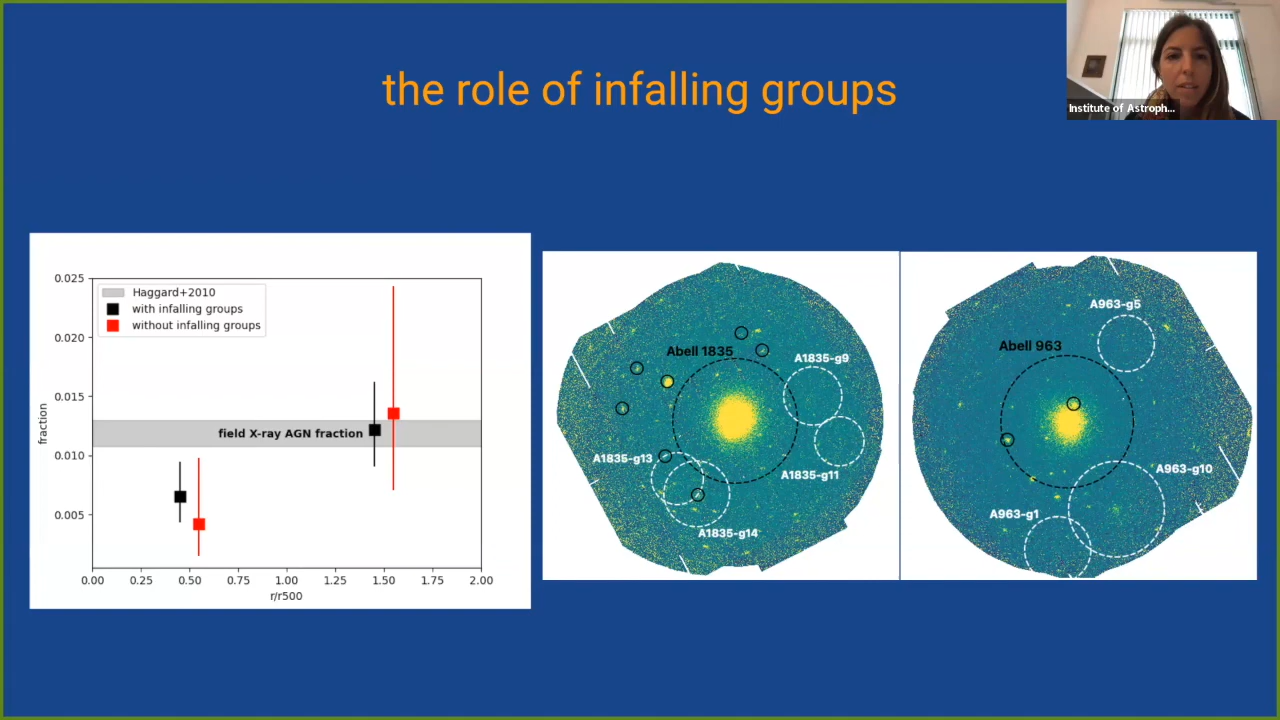 the role of infalling groups
Institute of Astroph...
0.025
0.020
0.015
0.010
0.005
fraction
Haggard+2010
with infalling groups
without infalling groups
field X-ray AGN fraction
0.00 0.25 0.50 0.75 1.00 1.25 1.50 1.75 2.00
r/r500
Abell 1835
A1835-g9
A1835-g13
A1835-g11
A1835-g14
A963-g5
Abell 963
A963-g10
A963-g1